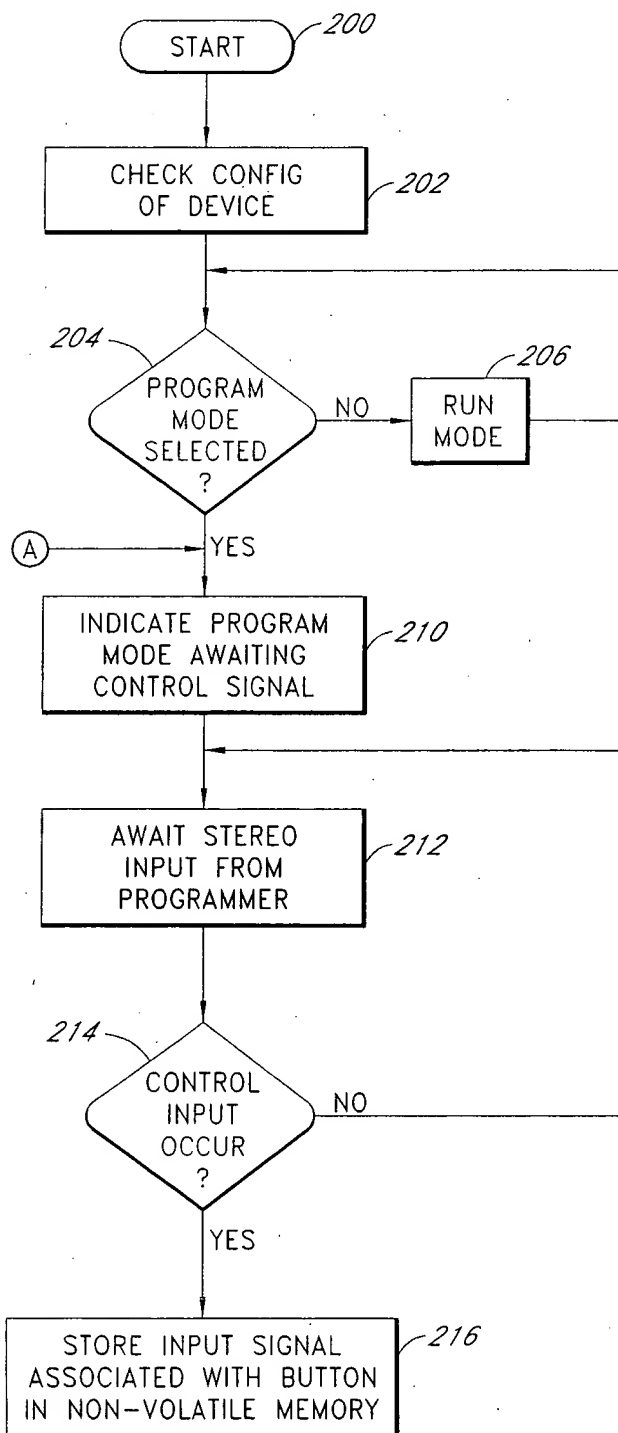 START
200
CHECK CONFIG
OF DEVICE
202
204
PROGRAM
MODE
SELECTED
?
NO
206
RUN
MODE
A
YES
INDICATE PROGRAM
MODE AWAITING
CONTROL SIGNAL
210
AWAIT STEREO
INPUT FROM
PROGRAMMER
212
214
CONTROL
INPUT
OCCUR
?
NO
YES
STORE INPUT SIGNAL
ASSOCIATED WITH BUTTON
IN NON-VOLATILE MEMORY
216